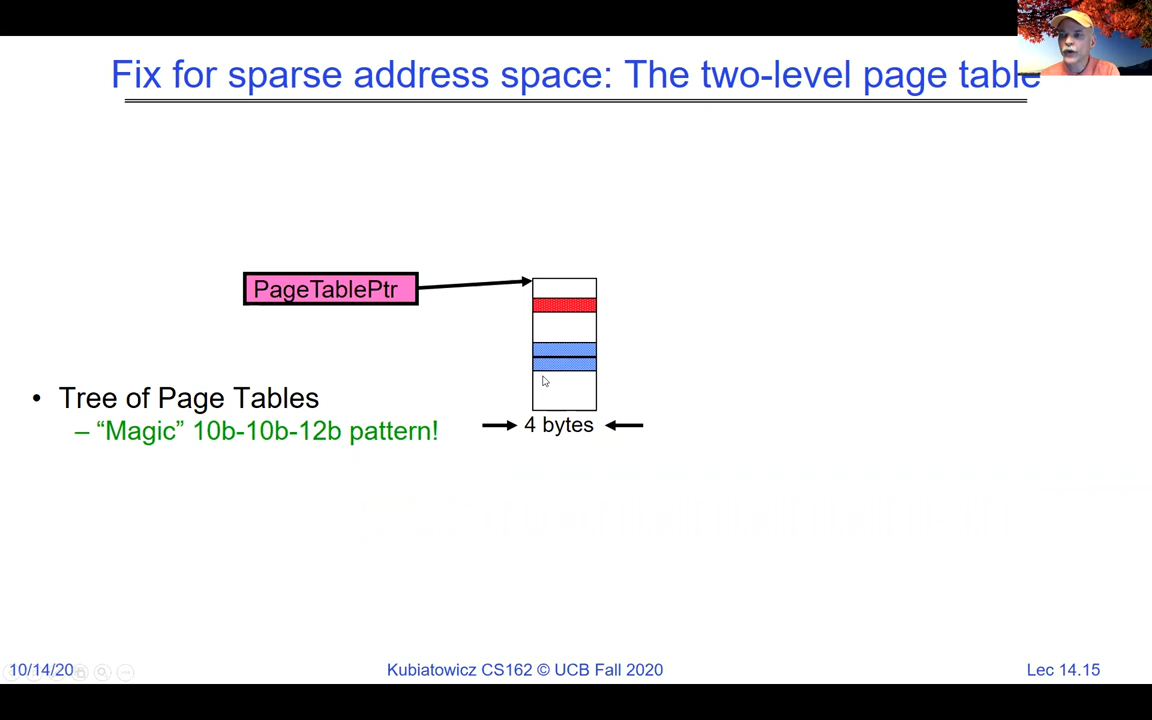 Fix for sparse address space: The two-level page table
PageTablePtr
• Tree of Page Tables
– “Magic” 10b-10b-12b pattern!
4 bytes
10/14/20
Kubiatowicz CS162 © UCB Fall 2020
Lec 14.15